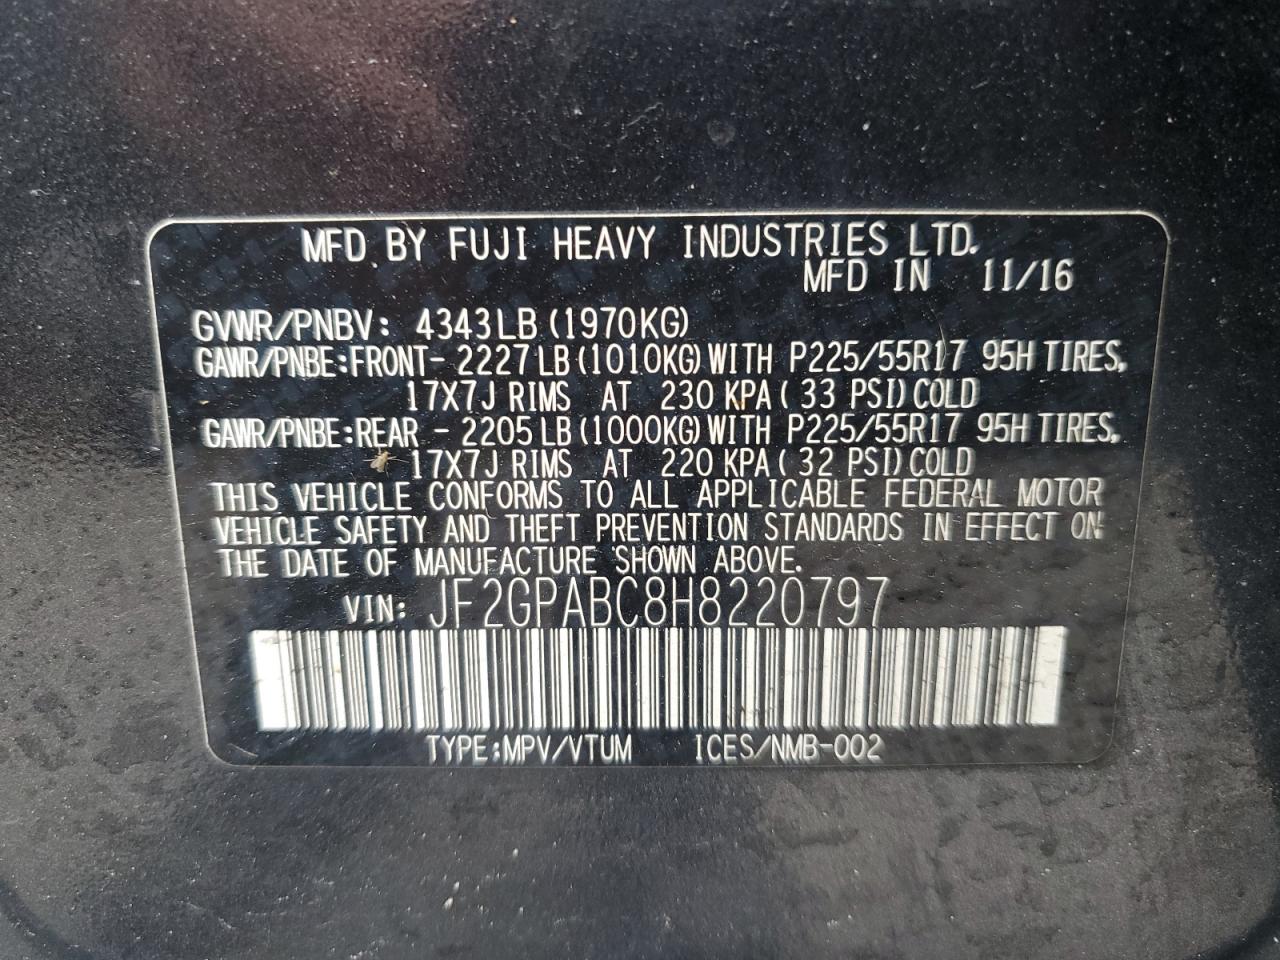 MFD. BY FUJI HEAVY INDUSTRIES LTD.
MFD IN 11/16
GVWR/PNBV: 4343LB (1970KG)
GAWR/PNBE:FRONT- 2227LB (1010KG) WITH P225/55R17 95H TIRES,
17X7J RIMS AT 230 KPA ( 33 PSI) COLD
GAWR/PNBE:REAR - 2205LB (1000KG) WITH P225/55R17 95H TIRES,
17X7J RIMS AT 220 KPA ( 32 PSI) COLD
THIS VEHICLE CONFORMS TO ALL APPLICABLE FEDERAL MOTOR
VEHICLE SAFETY AND THEFT PREVENTION STANDARDS IN EFFECT ON
THE DATE OF MANUFACTURE SHOWN ABOVE.
VIN: JF2GPABC8H8220797
TYPE:MPV/VTUM ICES/NMB-002